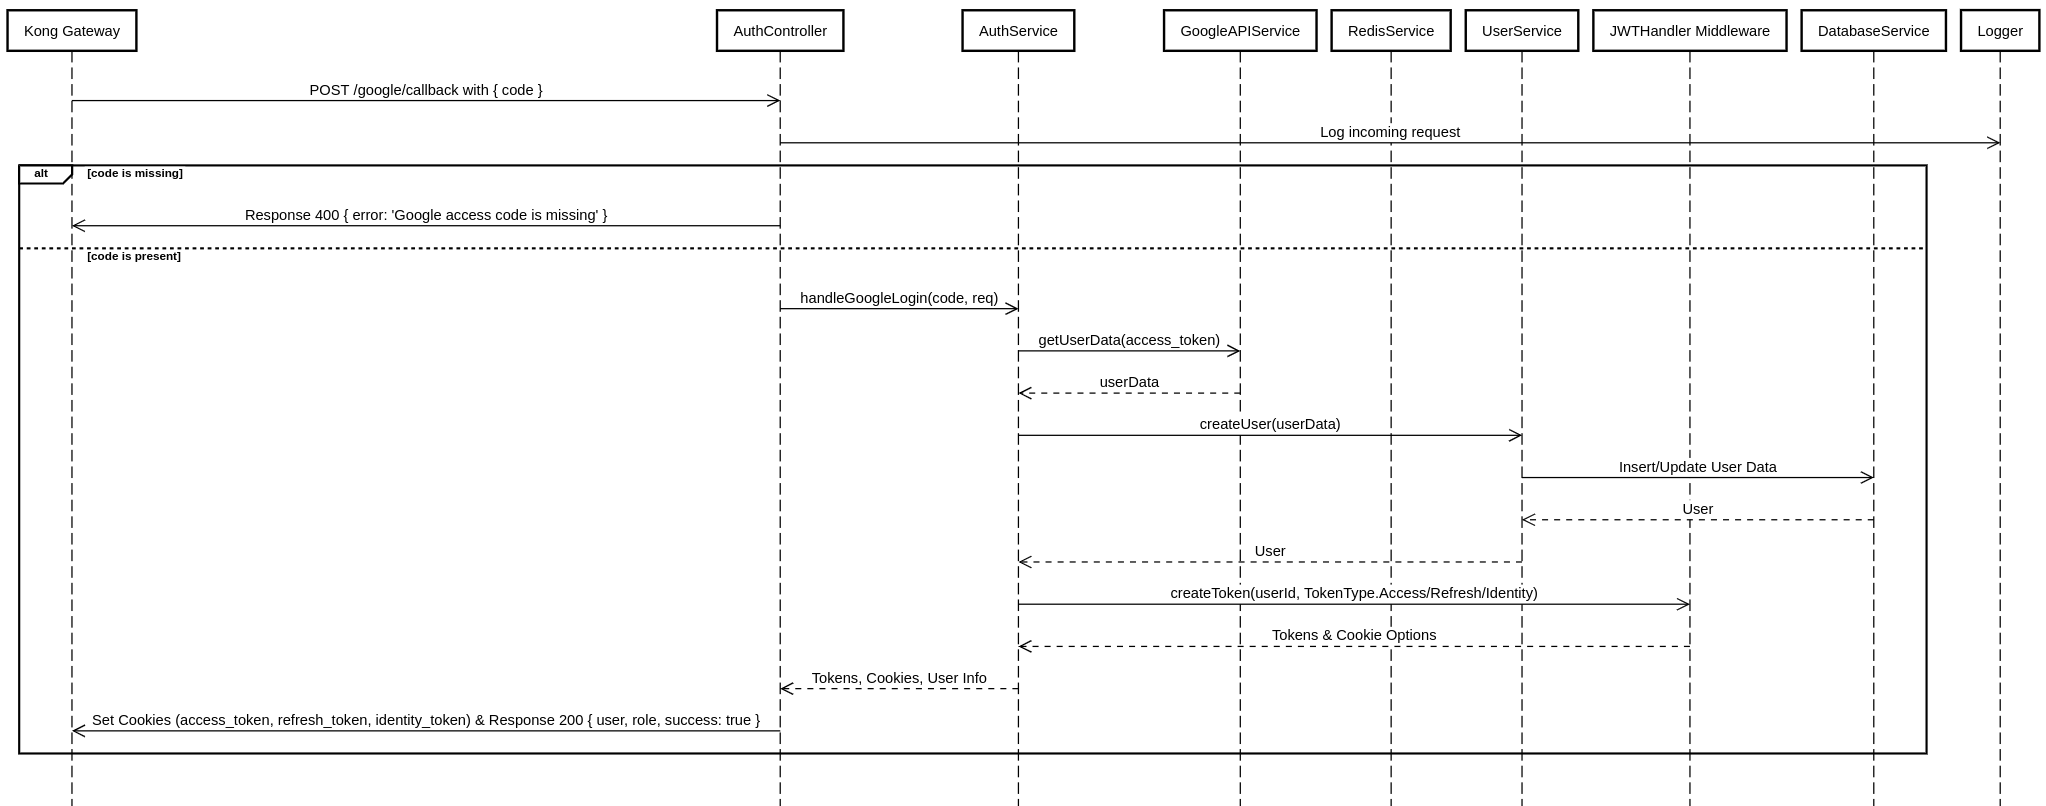 Kong Gateway
AuthController
AuthService
GoogleAPIService
RedisService
UserService
JWTHandler Middleware
DatabaseService
Logger
POST /google/callback with { code }
Log incoming request
alt
[code is missing]
Response 400 { error: 'Google access code is missing' }
[code is present]
handleGoogleLogin(code, req)
getUserData(access_token)
userData
createUser(userData)
Insert/Update User Data
User
User
createToken(userId, TokenType.Access/Refresh/Identity)
Tokens & Cookie Options
Tokens, Cookies, User Info
Set Cookies (access_token, refresh_token, identity_token) & Response 200 { user, role, success: true }